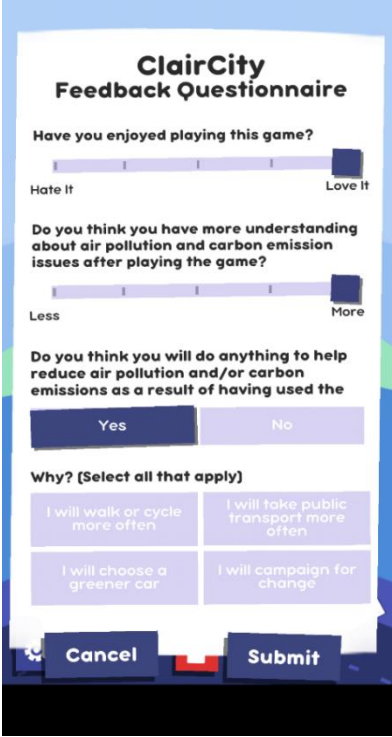 ClairCity
Feedback Questionnaire
Have you enjoyed playing this game?
Hate It
Love It
Do you think you have more understanding
about air pollution and carbon emission
issues after playing the game?
Less
More
Do you think you will do anything to help
reduce air pollution and/or carbon
emissions as a result of having used the
Yes
No
Why? (Select all that apply)
I will walk or cycle
more often
I will take public
transport more
often
I will choose a
greener car
I will campaign for
change
Cancel
Submit